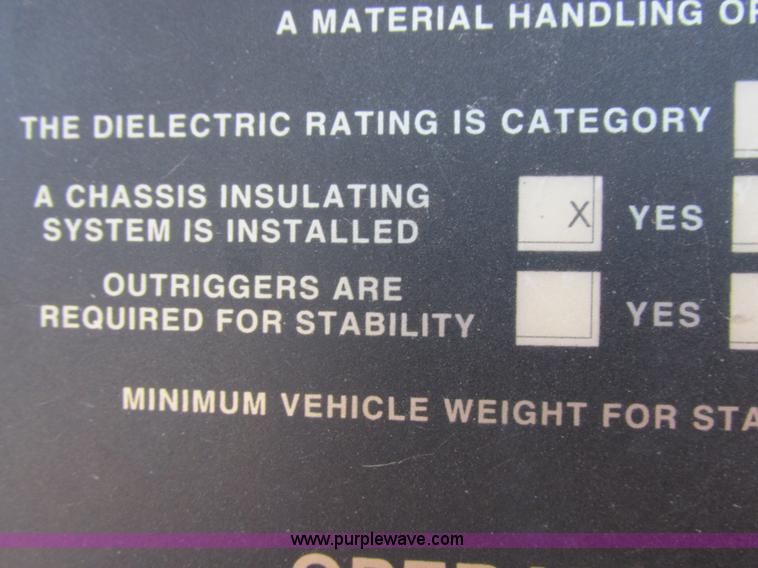 A MATERIAL HANDLING
THE DIELECTRIC RATING IS CATEGORY
A CHASSIS INSULATING
SYSTEM IS INSTALLED
X YES
OUTRIGGERS ARE
REQUIRED FOR STABILITY
YES
MINIMUM VEHICLE WEIGHT FOR
www.purplewave.com